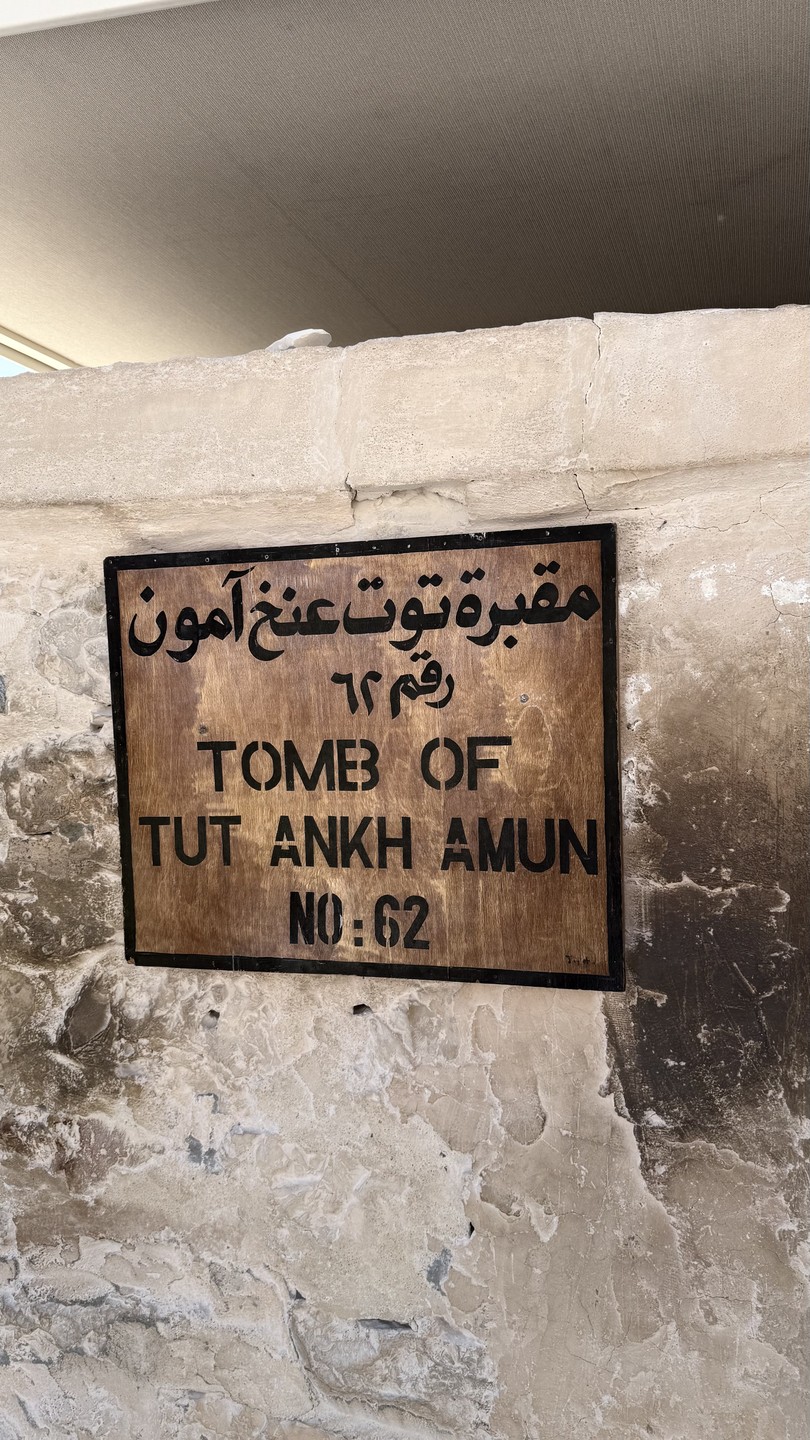 مقبرة توت عنخ آمون
رقم ٦٢
TOMB OF
TUT ANKH AMUN
NO:62